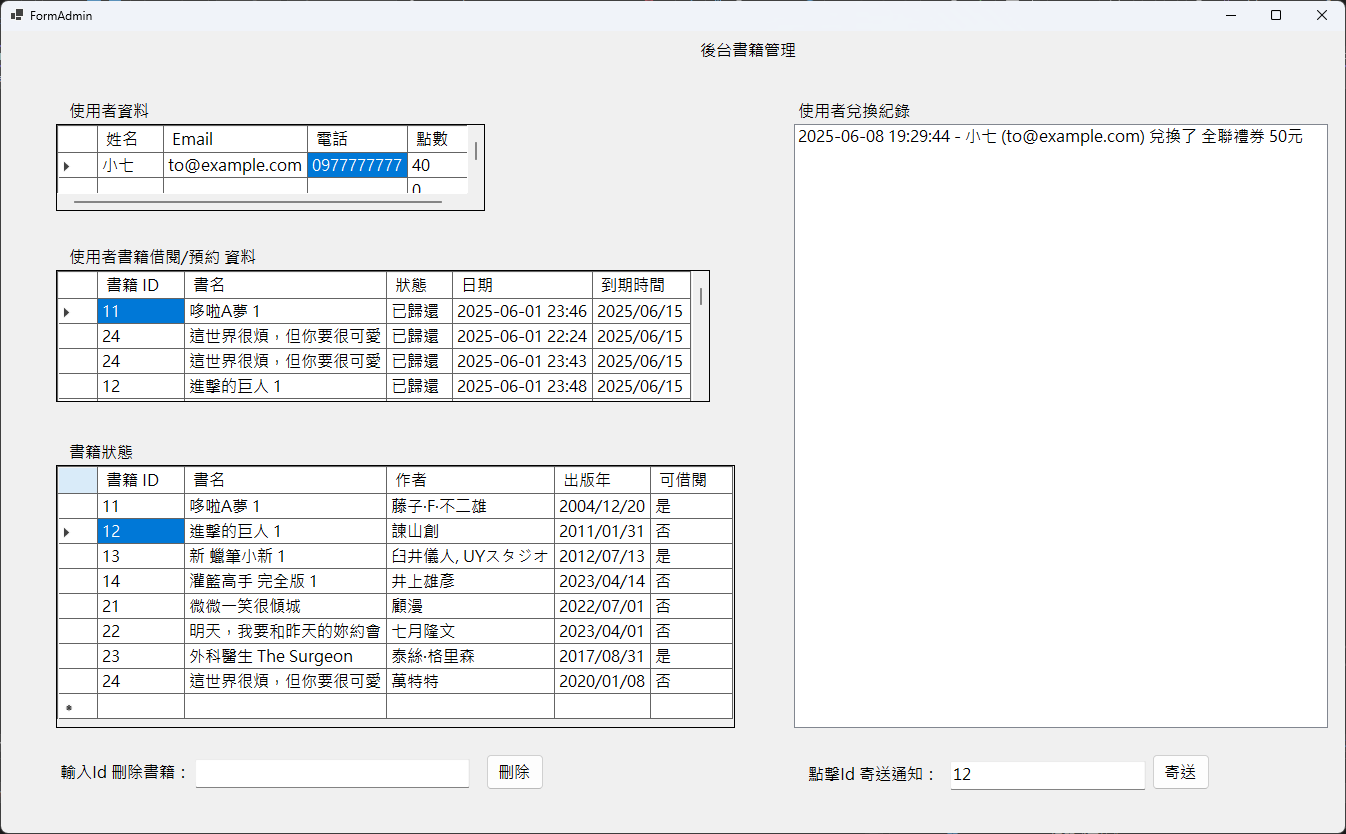 FormAdmin
後台書籍管理
使用者資料
姓名 Email 電話 點數
小七 to@example.com 0977777777 40
0
使用者書籍借閱/預約 資料
書籍 ID 書名 狀態 日期 到期時間
11 哆啦A夢 1 已歸還 2025-06-01 23:46 2025/06/15
24 這世界很煩，但你要很可愛 已歸還 2025-06-01 22:24 2025/06/15
24 這世界很煩，但你要很可愛 已歸還 2025-06-01 23:43 2025/06/15
12 進擊的巨人 1 已歸還 2025-06-01 23:48 2025/06/15
書籍狀態
書籍 ID 書名 作者 出版年 可借閱
11 哆啦A夢 1 藤子·F·不二雄 2004/12/20 是
12 進擊的巨人 1 諫山創 2011/01/31 否
13 新 蠟筆小新 1 臼井儀人, UYスタジオ 2012/07/13 是
14 灌籃高手 完全版 1 井上雄彥 2023/04/14 否
21 微微一笑很傾城 顧漫 2022/07/01 否
22 明天，我要和昨天的妳約會 七月隆文 2023/04/01 否
23 外科醫生 The Surgeon 泰絲·格里森 2017/08/31 是
24 這世界很煩，但你要很可愛 萬特特 2020/01/08 否
輸入Id 刪除書籍： 刪除
使用者兌換紀錄
2025-06-08 19:29:44 - 小七 (to@example.com) 兌換了 全聯禮券 50元
點擊Id 寄送通知： 12 寄送